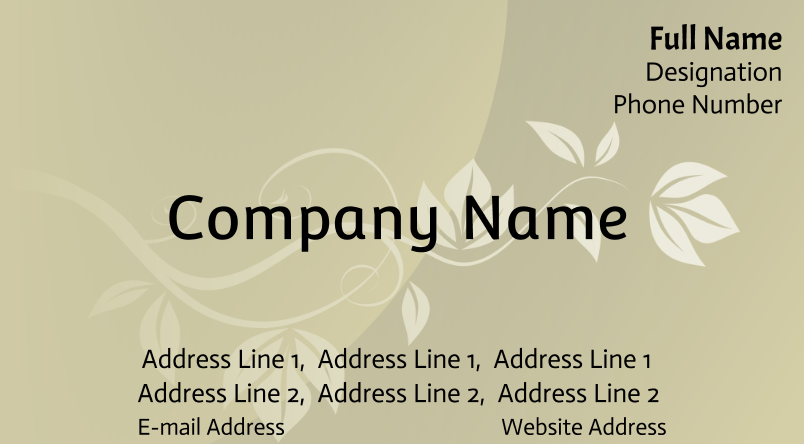 Full Name
Designation
Phone Number
Company Name
Address Line 1, Address Line 1, Address Line 1
Address Line 2, Address Line 2, Address Line 2
E-mail Address Website Address